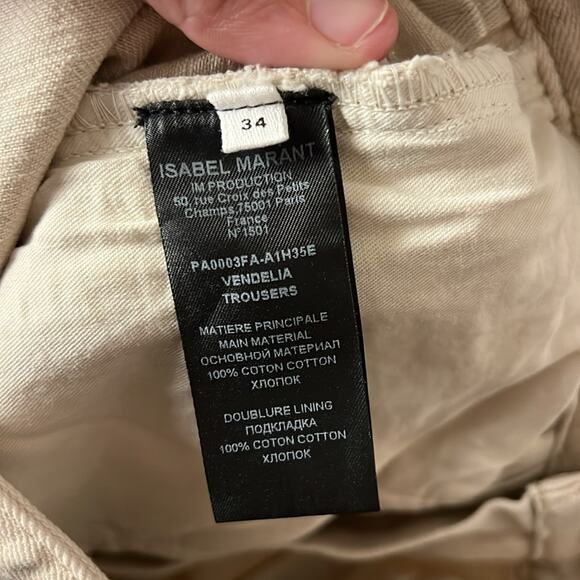 34
ISABEL MARANT
IM PRODUCTION
50, rue Croix des Petits
Champs,75001 Paris
France
N°1501
PA0003FA-A1H35E
VENDELIA
TROUSERS
MATIERE PRINCIPALE
MAIN MATERIAL
ОСНОВНОЙ МАТЕРИАЛ
100% COTON COTTON
ХЛОПОК
DOUBLURE LINING
ПОДКЛАДКА
100% COTON COTTON
ХЛОПОК